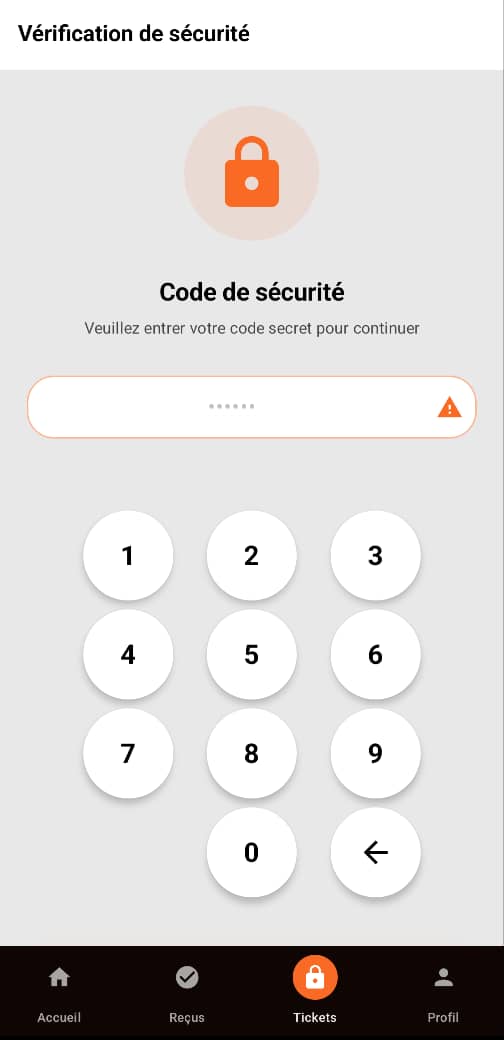 Vérification de sécurité
Code de sécurité
Veuillez entrer votre code secret pour continuer
1 2 3
4 5 6
7 8 9
0
Accueil Reçus Tickets Profil